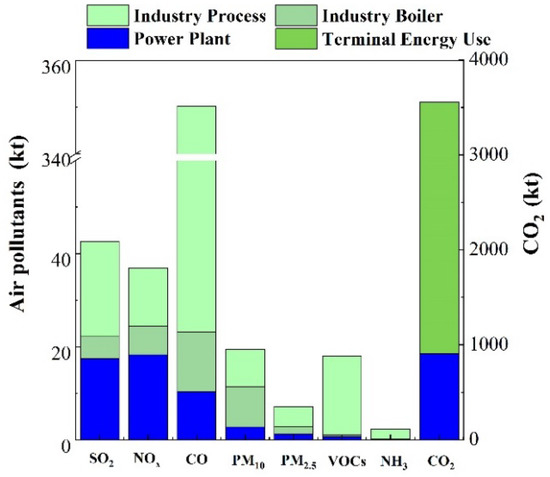 Industry Process
Industry Boiler
Power Plant
Terminal Energy Use
360
340
40
20
0
Air pollutants (kt)
4000
3000
2000
1000
0
CO₂ (kt)
SO₂ NOₓ CO PM₁₀ PM₂.₅ VOCs NH₃ CO₂